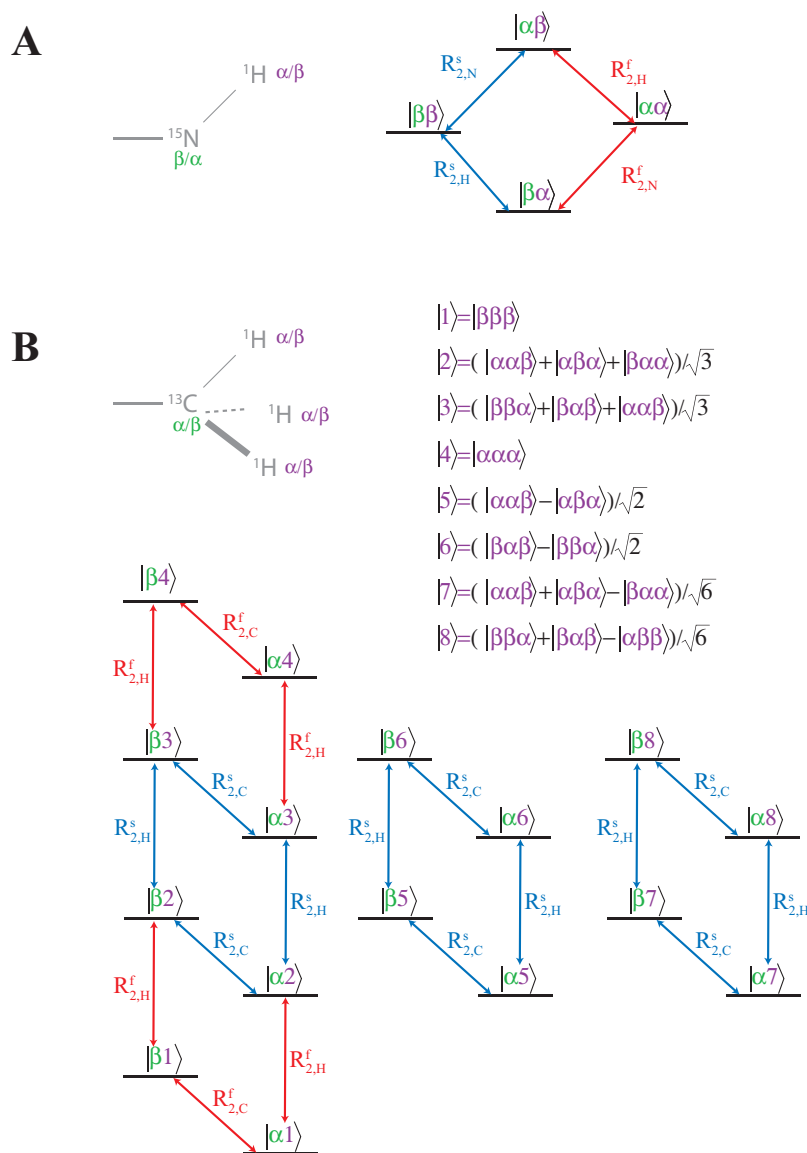 A
¹H α/β
¹⁵N
β/α
|αβ⟩
R^s_2,N
R^f_2,H
|ββ⟩
|αα⟩
R^s_2,H
R^f_2,N
|βα⟩
B
¹H α/β
¹³C
α/β
¹H α/β
¹H α/β
|1⟩=|βββ⟩
|2⟩=( |ααβ⟩+|αβα⟩+|βαα⟩)/√3
|3⟩=( |ββα⟩+|βαβ⟩+|ααβ⟩)/√3
|4⟩=|ααα⟩
|5⟩=( |ααβ⟩−|αβα⟩)/√2
|6⟩=( |βαβ⟩−|ββα⟩)/√2
|7⟩=( |ααβ⟩+|αβα⟩−|βαα⟩)/√6
|8⟩=( |ββα⟩+|βαβ⟩−|αββ⟩)/√6
|β4⟩
R^f_2,C
R^f_2,H
|α4⟩
R^f_2,H
|β3⟩
R^s_2,C
R^s_2,H
|α3⟩
R^s_2,H
|β2⟩
R^s_2,C
R^f_2,H
|α2⟩
R^f_2,H
|β1⟩
R^f_2,C
|α1⟩
|β6⟩
R^s_2,C
R^s_2,H
|α6⟩
R^s_2,H
|β5⟩
R^s_2,C
|α5⟩
|β8⟩
R^s_2,C
R^s_2,H
|α8⟩
R^s_2,H
|β7⟩
R^s_2,C
|α7⟩